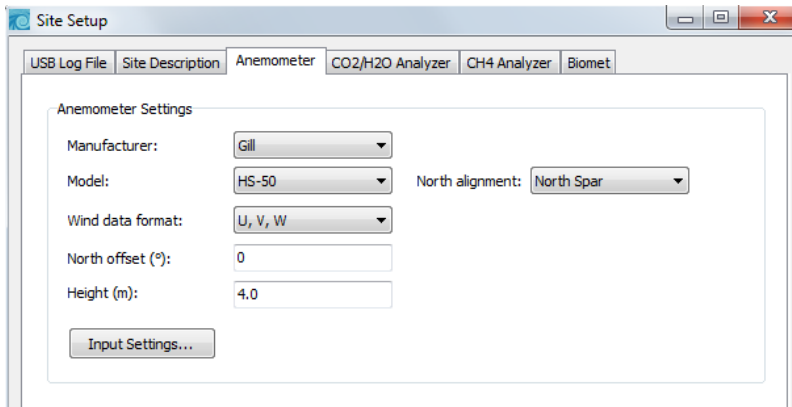 Site Setup
USB Log File Site Description Anemometer CO2/H2O Analyzer CH4 Analyzer Biomet
Anemometer Settings
Manufacturer: Gill
Model: HS-50 North alignment: North Spar
Wind data format: U, V, W
North offset (°): 0
Height (m): 4.0
Input Settings...